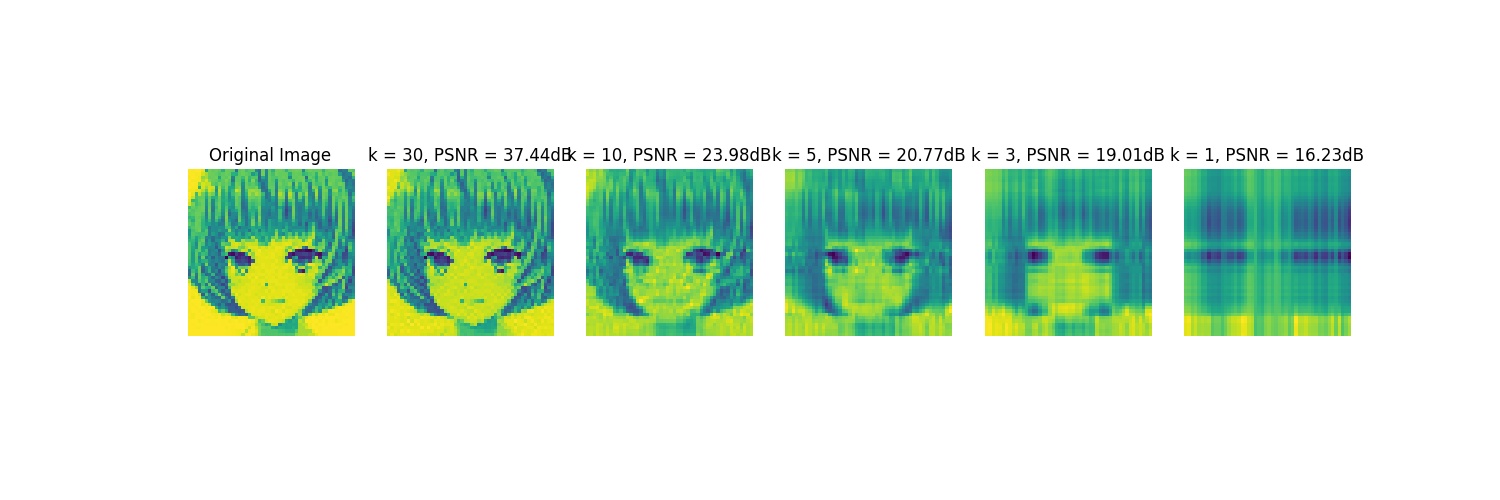 Original Image
k = 30, PSNR = 37.44dB
k = 10, PSNR = 23.98dB
k = 5, PSNR = 20.77dB
k = 3, PSNR = 19.01dB
k = 1, PSNR = 16.23dB